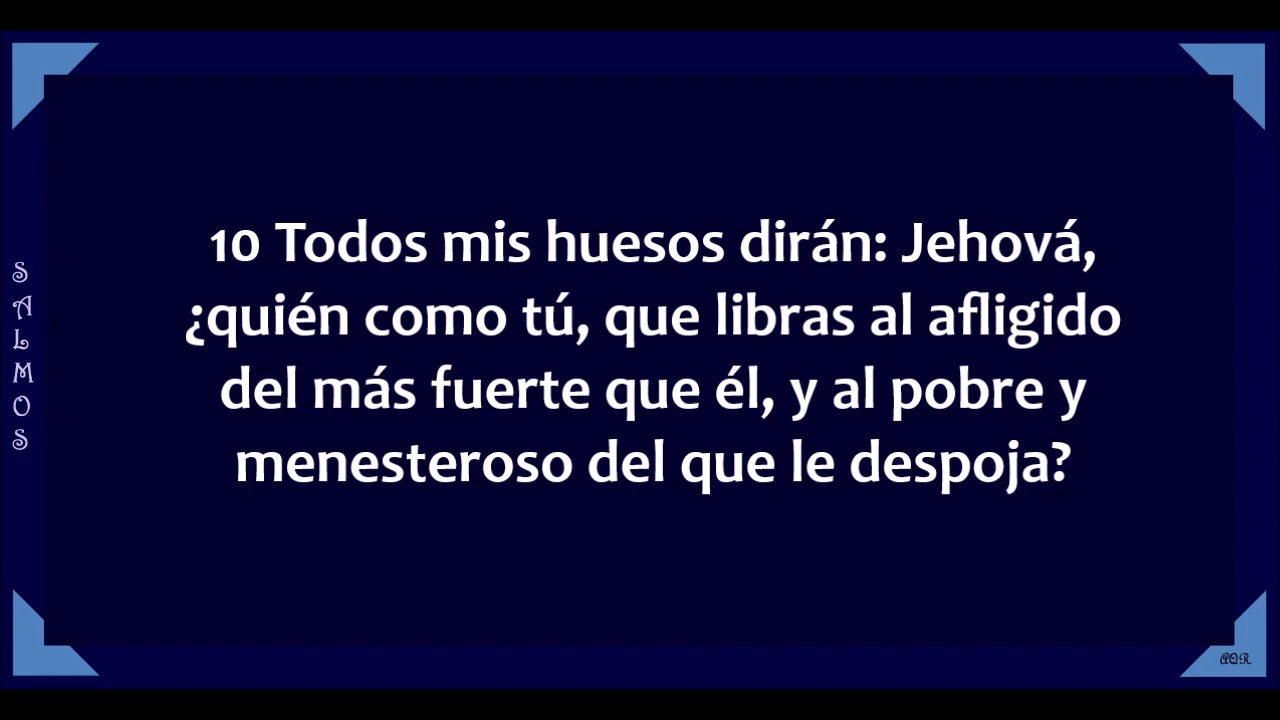 SALMOS
10 Todos mis huesos dirán: Jehová,
¿quién como tú, que libras al afligido
del más fuerte que él, y al pobre y
menesteroso del que le despoja?
AQR